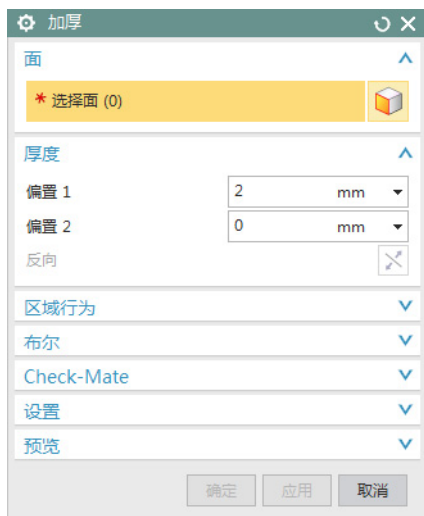 加厚
面
* 选择面 (0)
厚度
偏置 1 2 mm
偏置 2 0 mm
反向
区域行为
布尔
Check-Mate
设置
预览
确定 应用 取消